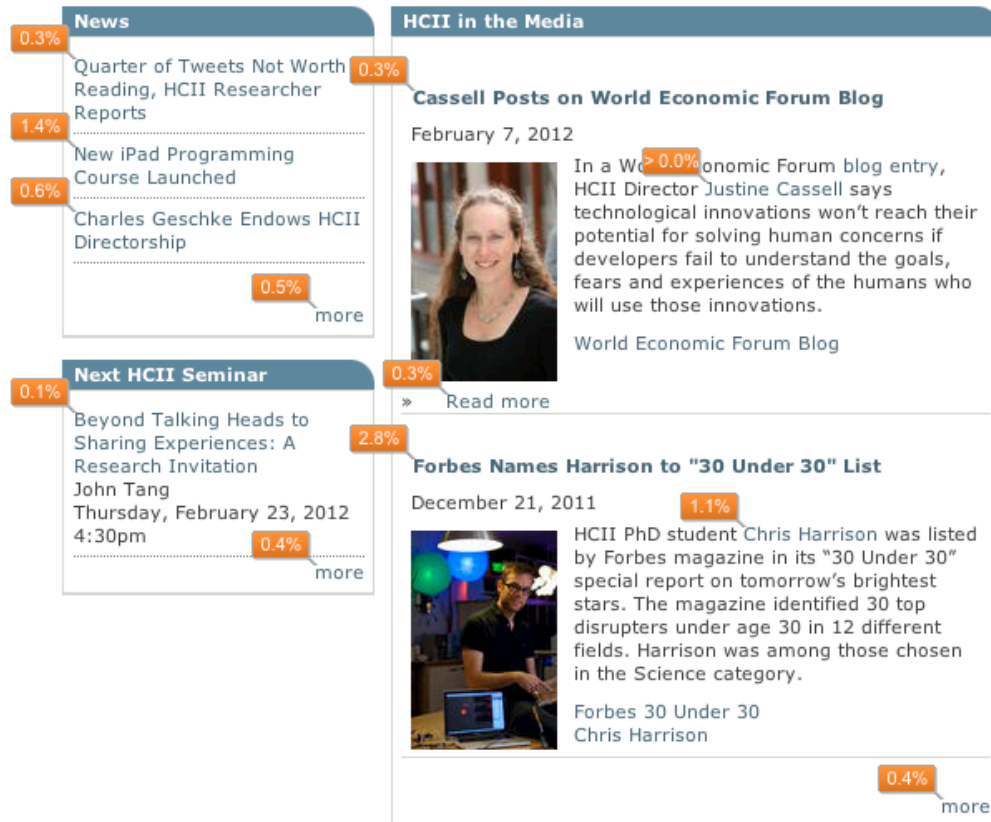 News
0.3%
Quarter of Tweets Not Worth
Reading, HCII Researcher
Reports
1.4%
New iPad Programming
Course Launched
0.6%
Charles Geschke Endows HCII
Directorship
0.5%
more
Next HCII Seminar
0.1%
Beyond Talking Heads to
Sharing Experiences: A
Research Invitation
John Tang
Thursday, February 23, 2012
4:30pm
0.4%
more
HCII in the Media
0.3%
Cassell Posts on World Economic Forum Blog
February 7, 2012
> 0.0%
In a Wo onomic Forum blog entry,
HCII Director Justine Cassell says
technological innovations won’t reach their
potential for solving human concerns if
developers fail to understand the goals,
fears and experiences of the humans who
will use those innovations.
World Economic Forum Blog
0.3%
» Read more
2.8%
Forbes Names Harrison to "30 Under 30" List
December 21, 2011
1.1%
HCII PhD student Chris Harrison was listed
by Forbes magazine in its “30 Under 30”
special report on tomorrow’s brightest
stars. The magazine identified 30 top
disrupters under age 30 in 12 different
fields. Harrison was among those chosen
in the Science category.
Forbes 30 Under 30
Chris Harrison
0.4%
more